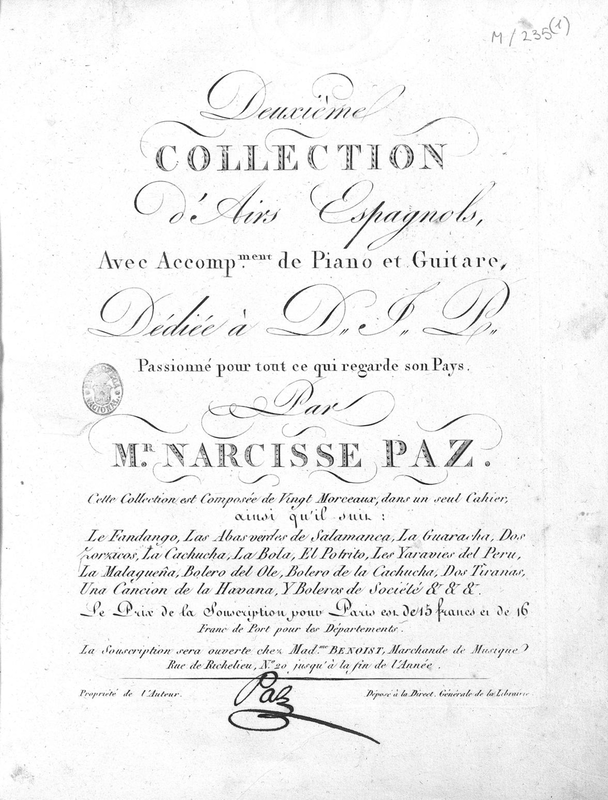 M/235(1)
Deuxième
COLLECTION
d'Airs Espagnols,
Avec Accomp.ment de Piano et Guitare,
Dédiée à D,, J,, P,,
Passionné pour tout ce qui regarde son Pays.
Par
Mr. NARCISSE PAZ.
Cette Collection est Composée de Vingt Morceaux, dans un seul Cahier,
ainsi qu'il suit :
Le Fandango, Las Abas verdes de Salamanca, La Guaracha, Dos
Zorzicos, La Cachucha, La Bola, El Potrito, Les Yaravies del Peru,
La Malagueña, Bolero del Ole, Bolero de la Cachucha, Dos Tiranas,
Una Cancion de la Havana, Y Boleros de Société & & &.
Le Prix de la Souscription pour Paris est de 15 francs et de 16
Franc de Port pour les Départements.
La Souscription sera ouverte chez Mad.me BENOIST, Marchande de Musique
Rue de Richelieu, N.º 20 jusqu'à la fin de l'Année.
Paz
Propriété de l'Auteur.
Déposé à la Direct. Générale de la Librairie